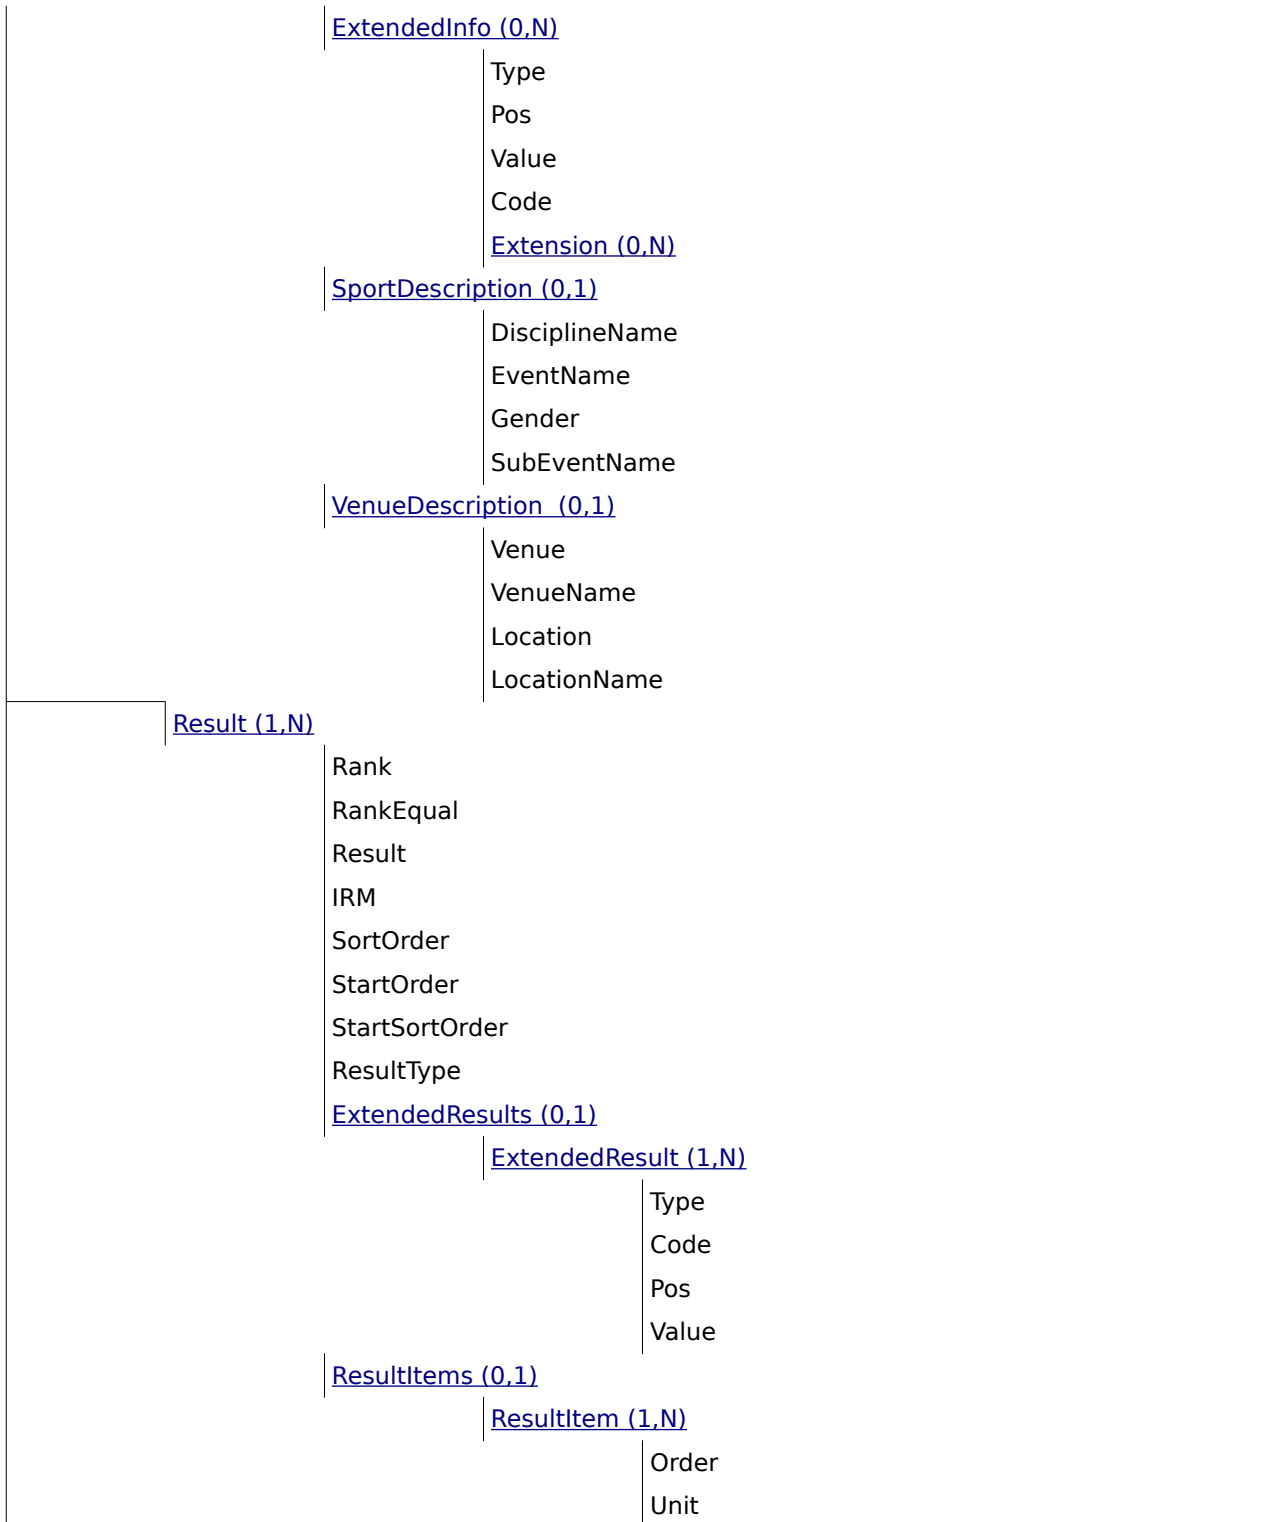 ExtendedInfo (0,N)
Type
Pos
Value
Code
Extension (0,N)
SportDescription (0,1)
DisciplineName
EventName
Gender
SubEventName
VenueDescription  (0,1)
Venue
VenueName
Location
LocationName
Result (1,N)
Rank
RankEqual
Result
IRM
SortOrder
StartOrder
StartSortOrder
ResultType
ExtendedResults (0,1)
ExtendedResult (1,N)
Type
Code
Pos
Value
ResultItems (0,1)
ResultItem (1,N)
Order
Unit